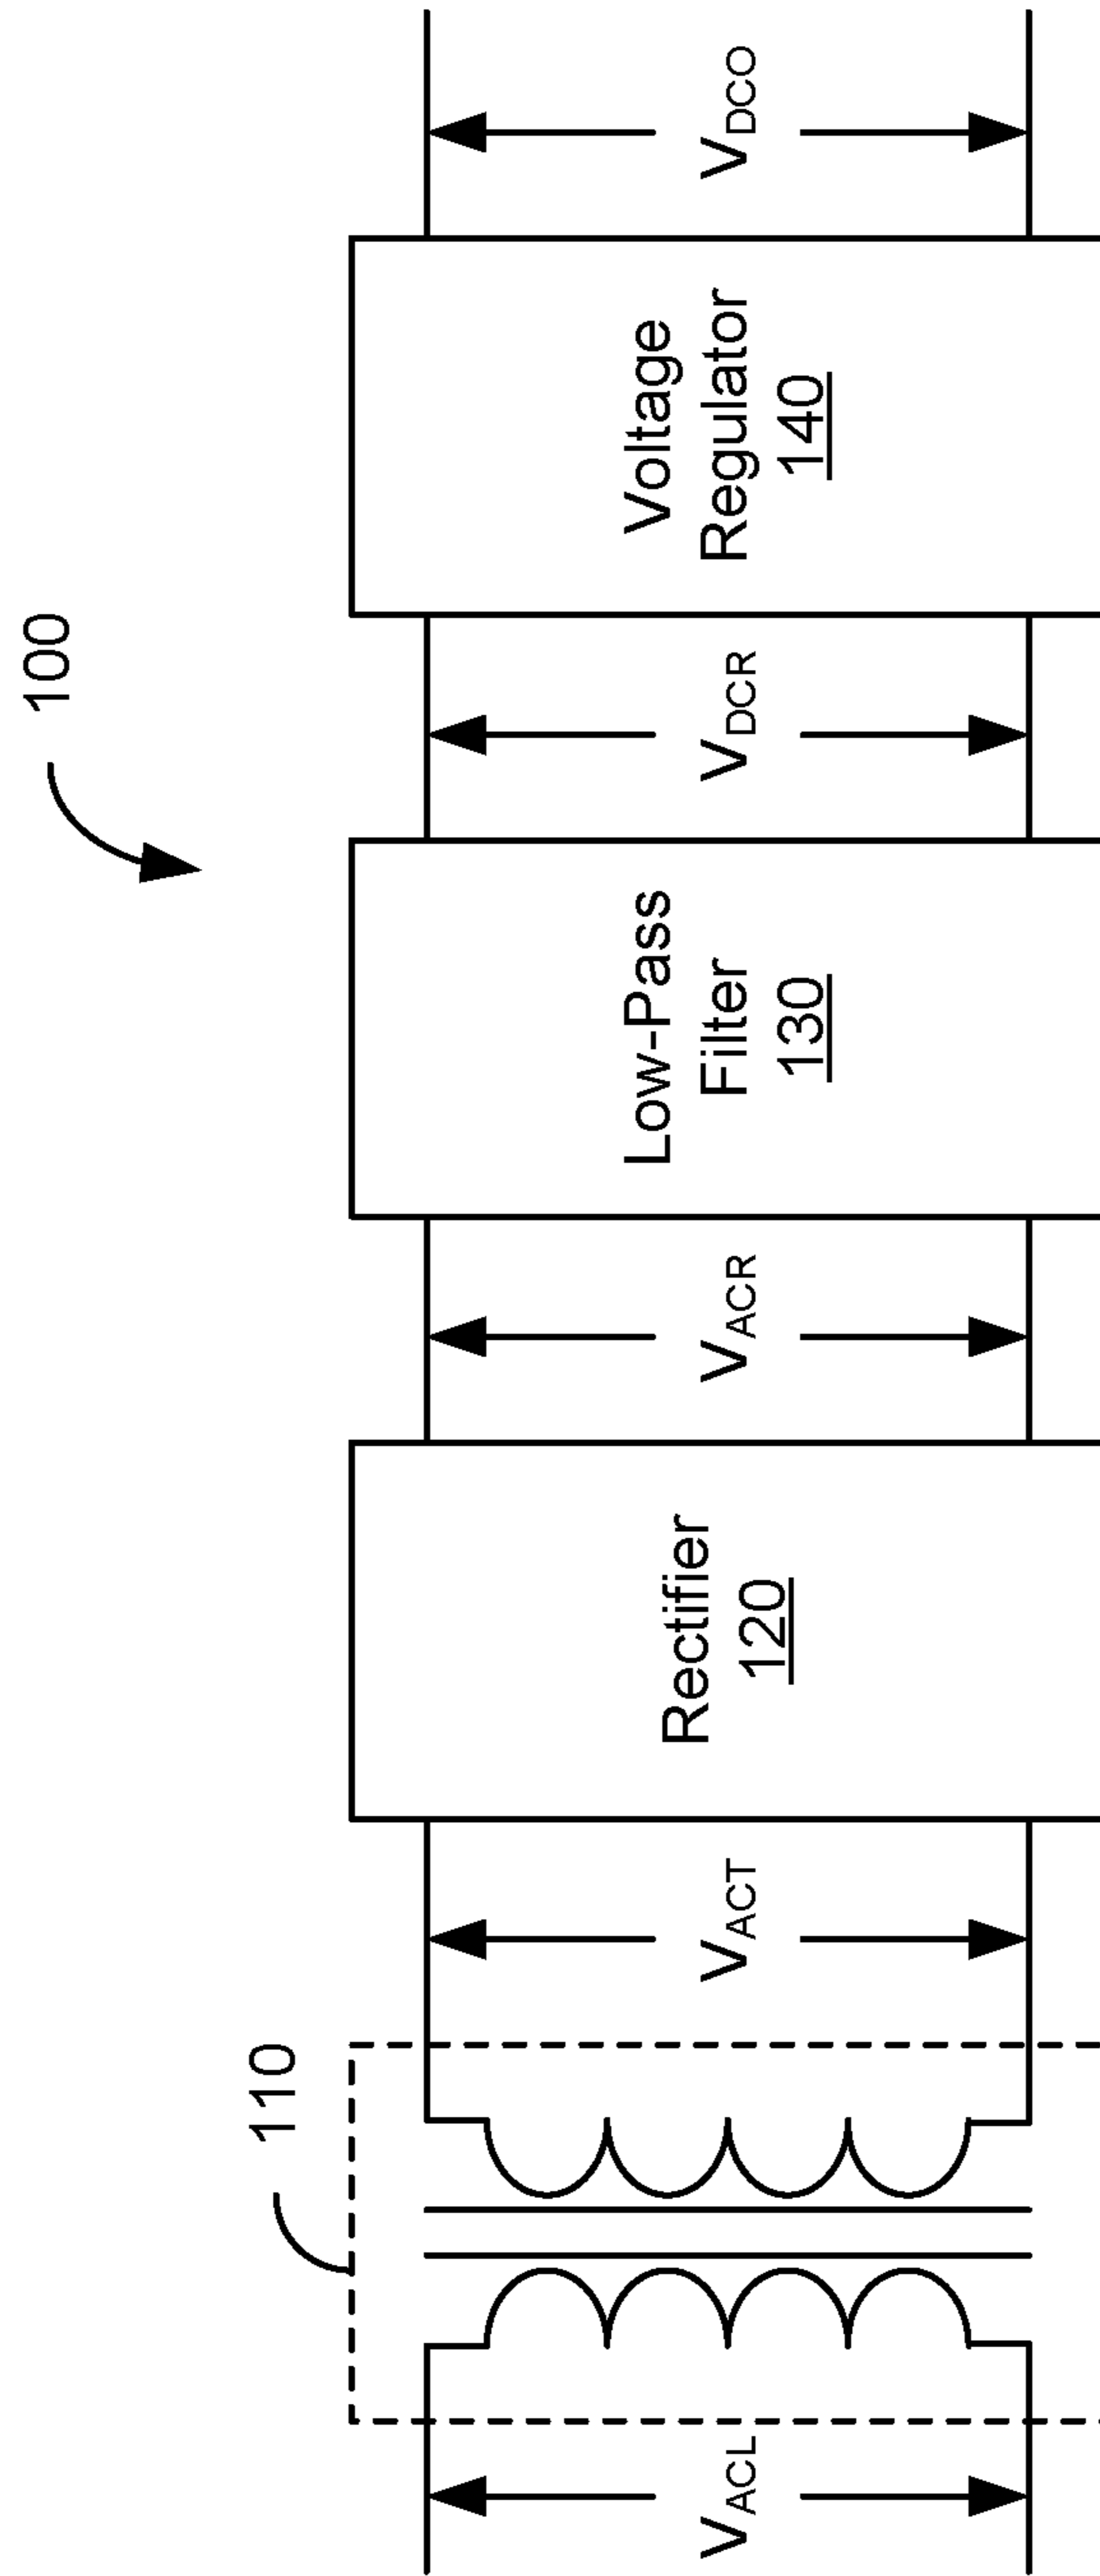 100
110
V_ACL
V_ACT
Rectifier
120
V_ACR
Low-Pass
Filter
130
V_DCR
Voltage
Regulator
140
V_DCO